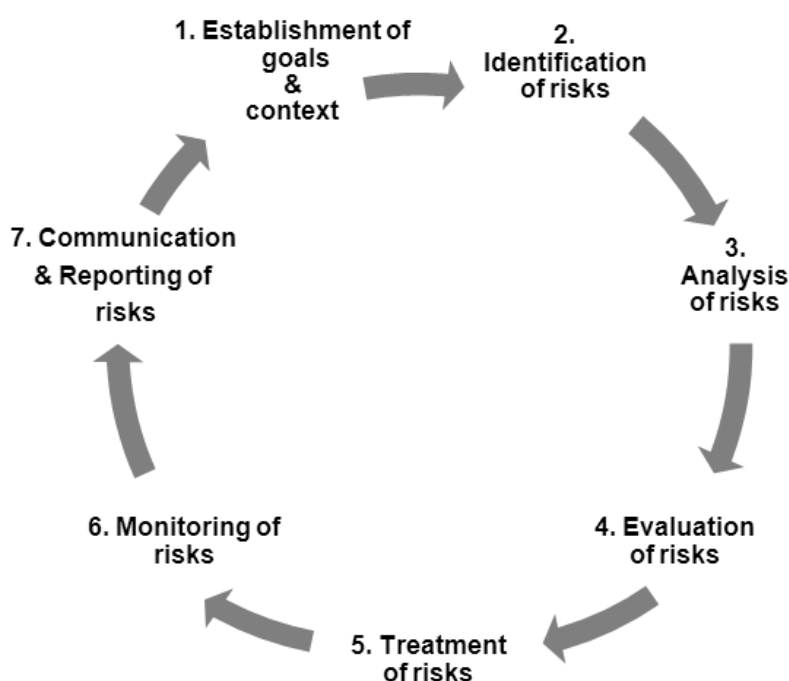 1. Establishment of
goals
&
context
2.
Identification
of risks
3.
Analysis
of risks
4. Evaluation
of risks
5. Treatment
of risks
6. Monitoring of
risks
7. Communication
& Reporting of
risks